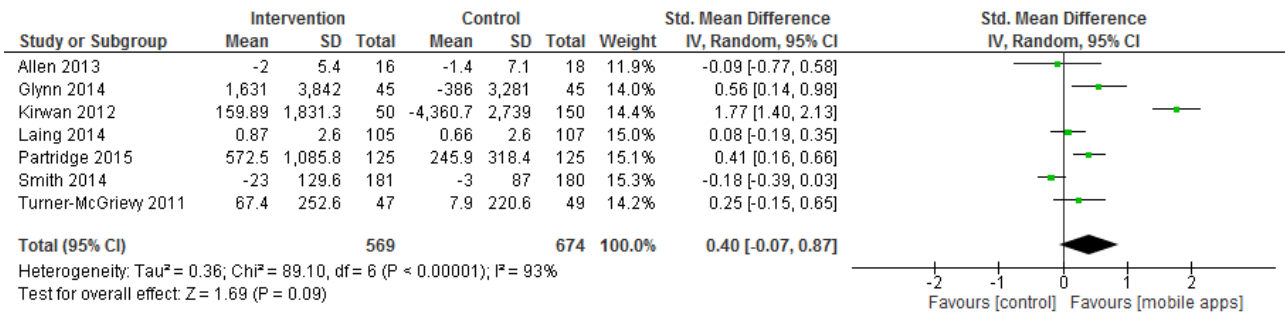 Intervention Control Std. Mean Difference Std. Mean Difference
Study or Subgroup Mean SD Total Mean SD Total Weight IV, Random, 95% CI IV, Random, 95% CI
Allen 2013 -2 5.4 16 -1.4 7.1 18 11.9% -0.09 [-0.77, 0.58]
Glynn 2014 1,631 3,842 45 -386 3,281 45 14.0% 0.56 [0.14, 0.98]
Kirwan 2012 159.89 1,831.3 50 -4,360.7 2,739 150 14.4% 1.77 [1.40, 2.13]
Laing 2014 0.87 2.6 105 0.66 2.6 107 15.0% 0.08 [-0.19, 0.35]
Partridge 2015 572.5 1,085.8 125 245.9 318.4 125 15.1% 0.41 [0.16, 0.66]
Smith 2014 -23 129.6 181 -3 87 180 15.3% -0.18 [-0.39, 0.03]
Turner-McGrievy 2011 67.4 252.6 47 7.9 220.6 49 14.2% 0.25 [-0.15, 0.65]
Total (95% CI) 569 674 100.0% 0.40 [-0.07, 0.87]
Heterogeneity: Tau² = 0.36; Chi² = 89.10, df = 6 (P < 0.00001); I² = 93%
Test for overall effect: Z = 1.69 (P = 0.09)
-2 -1 0 1 2
Favours [control] Favours [mobile apps]